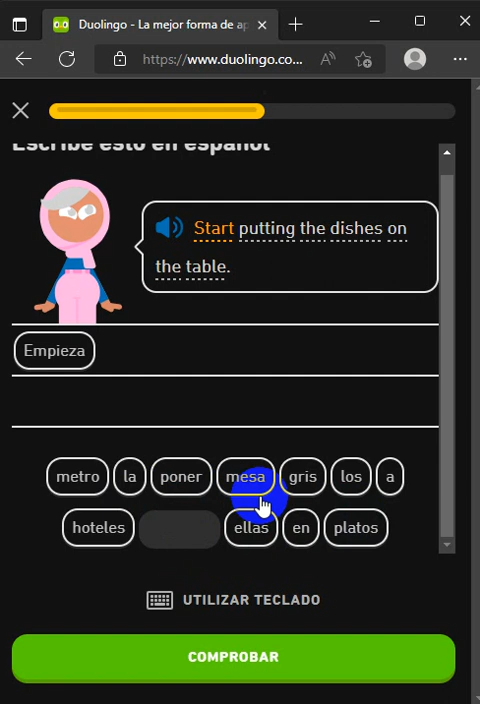 Duolingo - La mejor forma de ap
https://www.duolingo.co...
Escribe esto en español
Start putting the dishes on
the table.
Empieza
metro la poner mesa gris los a
hoteles ellas en platos
UTILIZAR TECLADO
COMPROBAR